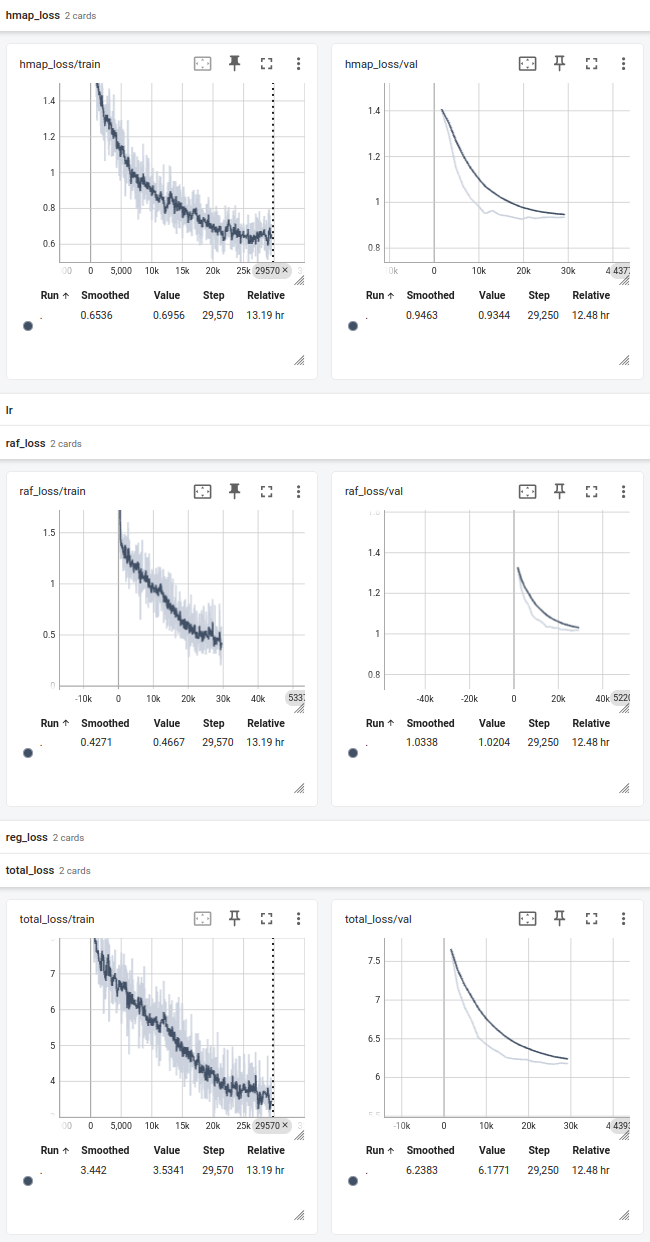 hmap_loss 2 cards
hmap_loss/train
1.4
1.2
1
0.8
0.6
0 5,000 10k 15k 20k 25k 29570 ×
Run ↑ Smoothed Value Step Relative
. 0.6536 0.6956 29,570 13.19 hr
hmap_loss/val
1.4
1.2
1
0.8
0k 0 10k 20k 30k 4 4377
Run ↑ Smoothed Value Step Relative
. 0.9463 0.9344 29,250 12.48 hr
lr
raf_loss 2 cards
raf_loss/train
1.5
1
0.5
0
-10k 0 10k 20k 30k 40k 5337
Run ↑ Smoothed Value Step Relative
. 0.4271 0.4667 29,570 13.19 hr
raf_loss/val
1.4
1.2
1
0.8
-40k -20k 0 20k 40k 5220
Run ↑ Smoothed Value Step Relative
. 1.0338 1.0204 29,250 12.48 hr
reg_loss 2 cards
total_loss 2 cards
total_loss/train
7
6
5
4
0 5,000 10k 15k 20k 25k 29570 ×
Run ↑ Smoothed Value Step Relative
. 3.442 3.5341 29,570 13.19 hr
total_loss/val
7.5
7
6.5
6
5.5
-10k 0 10k 20k 30k 4 4393
Run ↑ Smoothed Value Step Relative
. 6.2383 6.1771 29,250 12.48 hr